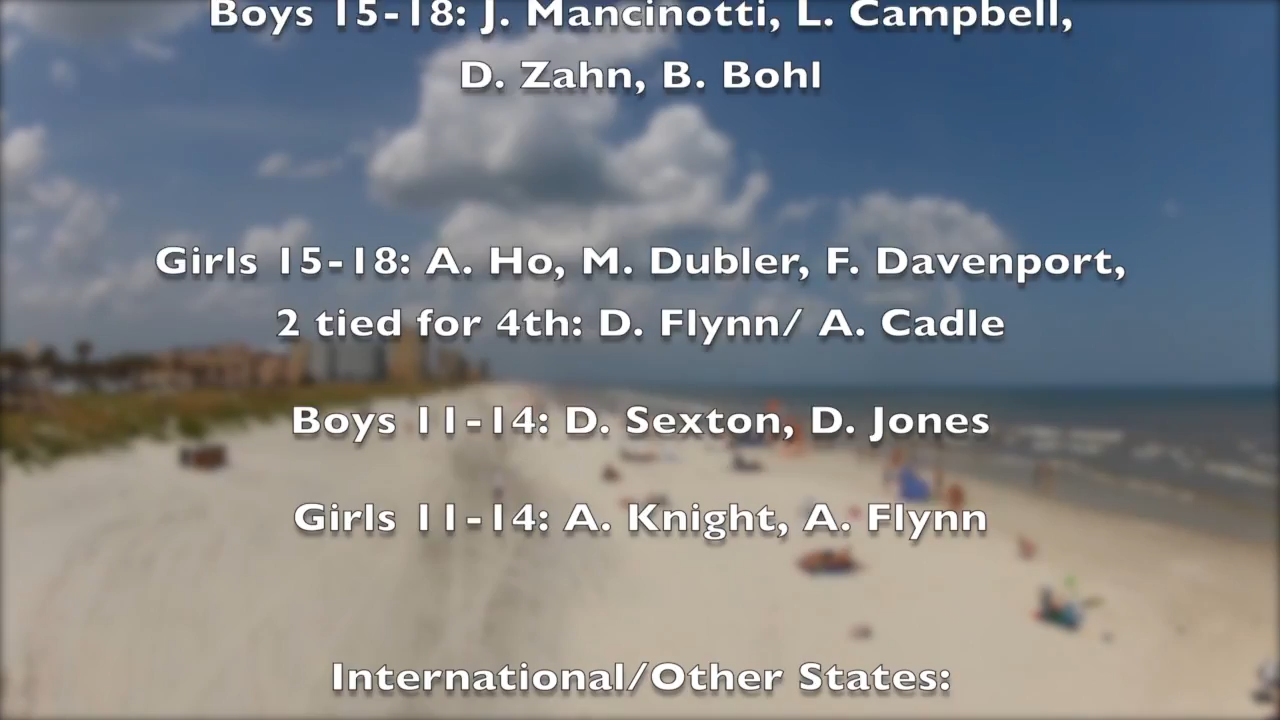 Boys 15-18: J. Mancinotti, L. Campbell,
D. Zahn, B. Bohl
Girls 15-18: A. Ho, M. Dubler, F. Davenport,
2 tied for 4th: D. Flynn/ A. Cadle
Boys 11-14: D. Sexton, D. Jones
Girls 11-14: A. Knight, A. Flynn
International/Other States: